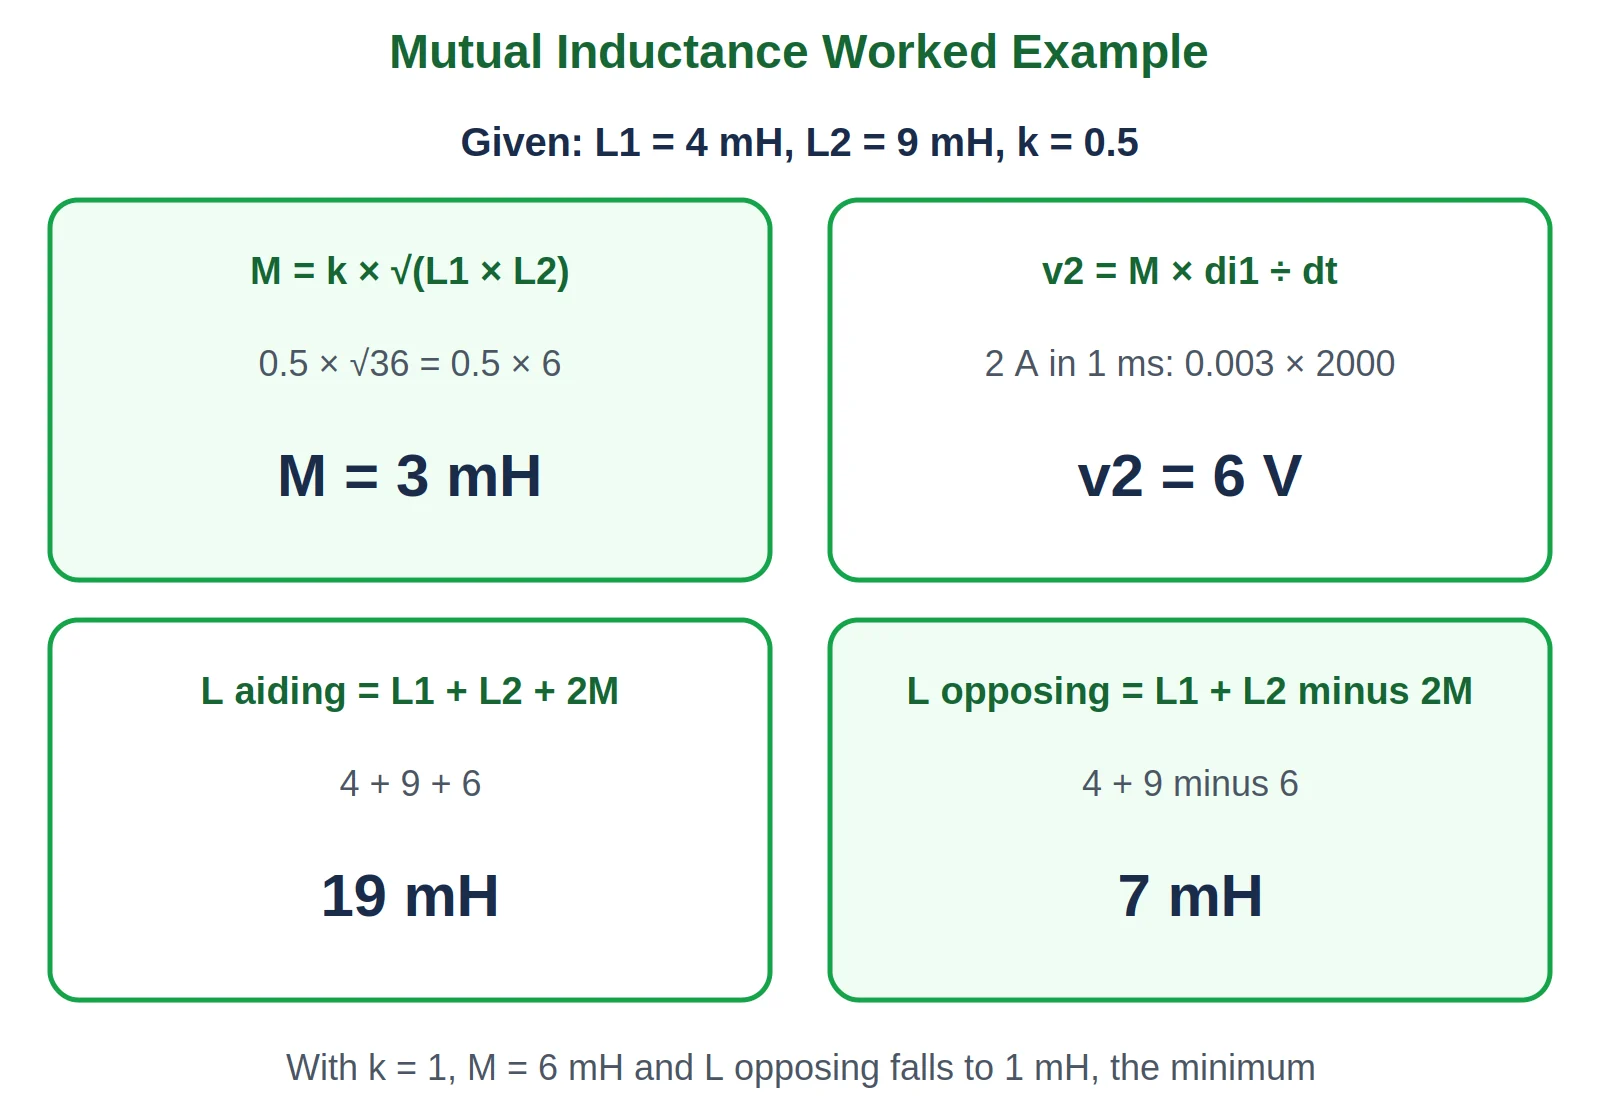 Mutual Inductance Worked Example
Given: L1 = 4 mH, L2 = 9 mH, k = 0.5
M = k × √(L1 × L2)
0.5 × √36 = 0.5 × 6
M = 3 mH
v2 = M × di1 ÷ dt
2 A in 1 ms: 0.003 × 2000
v2 = 6 V
L aiding = L1 + L2 + 2M
4 + 9 + 6
19 mH
L opposing = L1 + L2 minus 2M
4 + 9 minus 6
7 mH
With k = 1, M = 6 mH and L opposing falls to 1 mH, the minimum